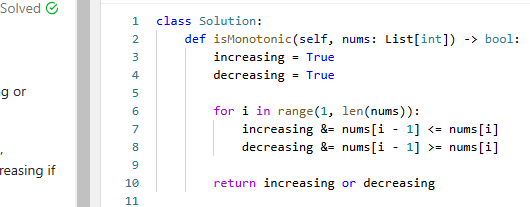 Solved
1 class Solution:
2     def isMonotonic(self, nums: List[int]) -> bool:
3         increasing = True
4         decreasing = True
5
g or
6         for i in range(1, len(nums)):
7             increasing &= nums[i - 1] <= nums[i]
8             decreasing &= nums[i - 1] >= nums[i]
,
9
reasing if
10         return increasing or decreasing
11